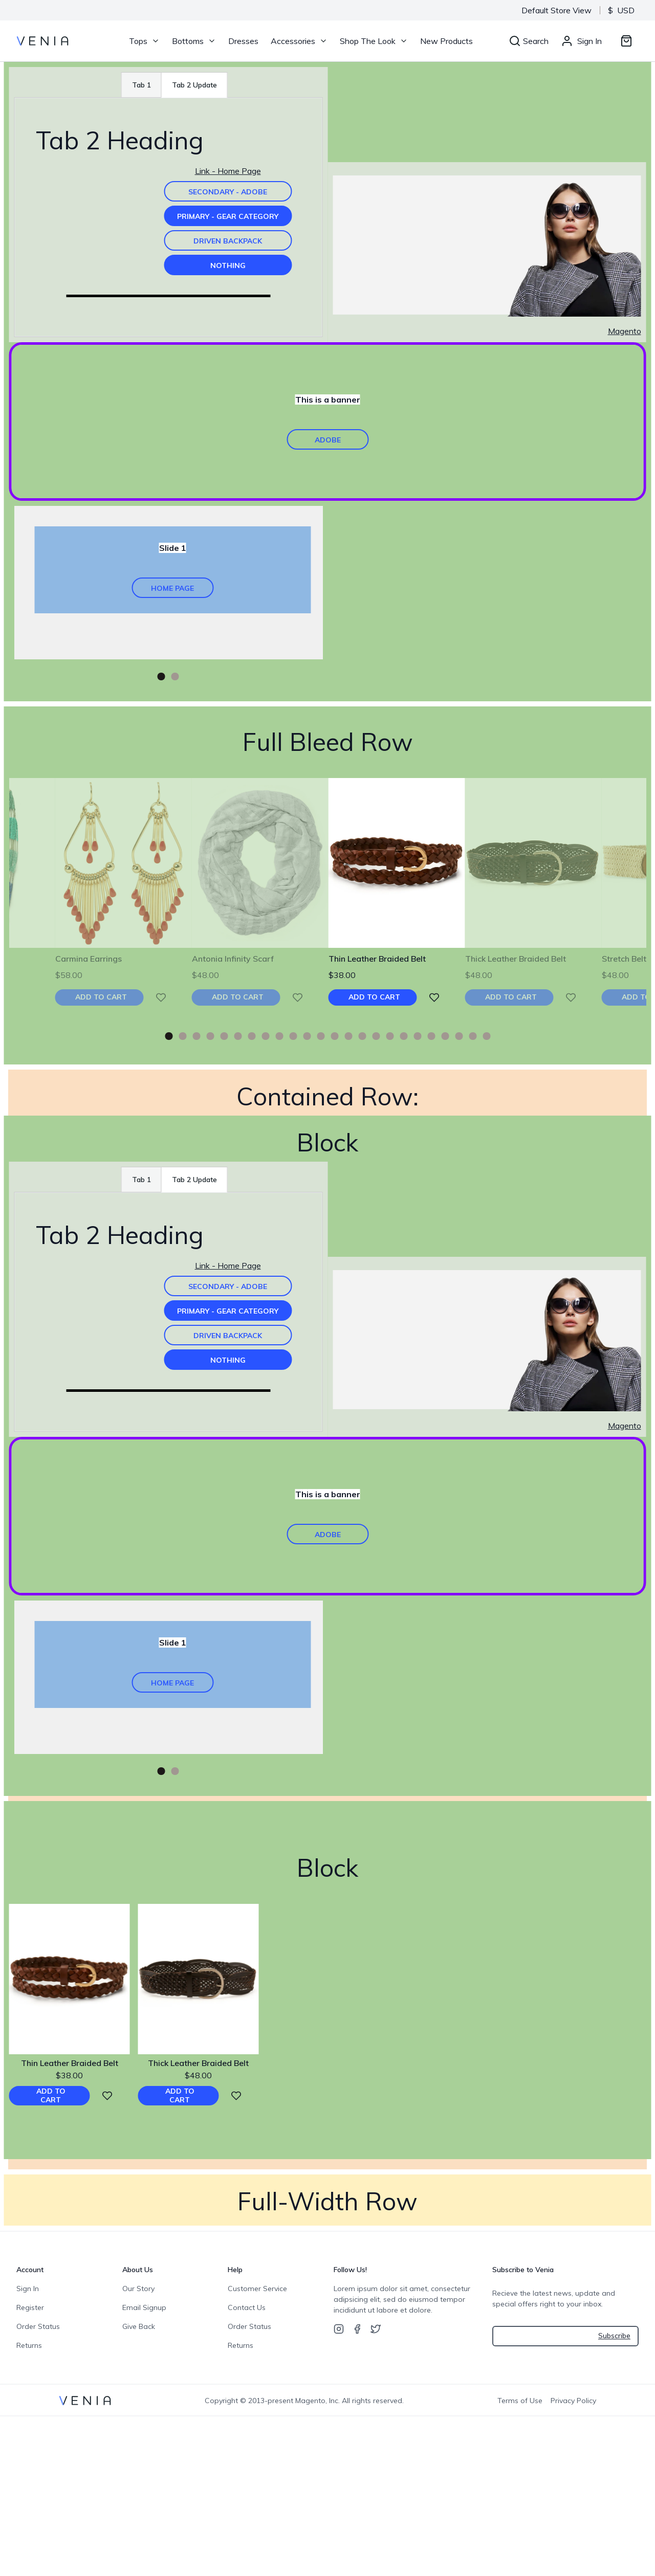 Default Store View
$ USD
VENIA
Tops
Bottoms
Dresses
Accessories
Shop The Look
New Products
Search
Sign In
Tab 1
Tab 2 Update
Tab 2 Heading
Link - Home Page
SECONDARY - ADOBE
PRIMARY - GEAR CATEGORY
DRIVEN BACKPACK
NOTHING
Magento
This is a banner
ADOBE
Slide 1
HOME PAGE
Full Bleed Row
Carmina Earrings
$58.00
ADD TO CART
Antonia Infinity Scarf
$48.00
ADD TO CART
Thin Leather Braided Belt
$38.00
ADD TO CART
Thick Leather Braided Belt
$48.00
ADD TO CART
Stretch Belt
$48.00
ADD TO
Contained Row:
Block
Tab 1
Tab 2 Update
Tab 2 Heading
Link - Home Page
SECONDARY - ADOBE
PRIMARY - GEAR CATEGORY
DRIVEN BACKPACK
NOTHING
Magento
This is a banner
ADOBE
Slide 1
HOME PAGE
Block
Thin Leather Braided Belt
$38.00
ADD TO
CART
Thick Leather Braided Belt
$48.00
ADD TO
CART
Full-Width Row
Account
Sign In
Register
Order Status
Returns
About Us
Our Story
Email Signup
Give Back
Help
Customer Service
Contact Us
Order Status
Returns
Follow Us!
Lorem ipsum dolor sit amet, consectetur
adipsicing elit, sed do eiusmod tempor
incididunt ut labore et dolore.
Subscribe to Venia
Recieve the latest news, update and
special offers right to your inbox.
Subscribe
VENIA
Copyright © 2013-present Magento, Inc. All rights reserved.
Terms of Use
Privacy Policy